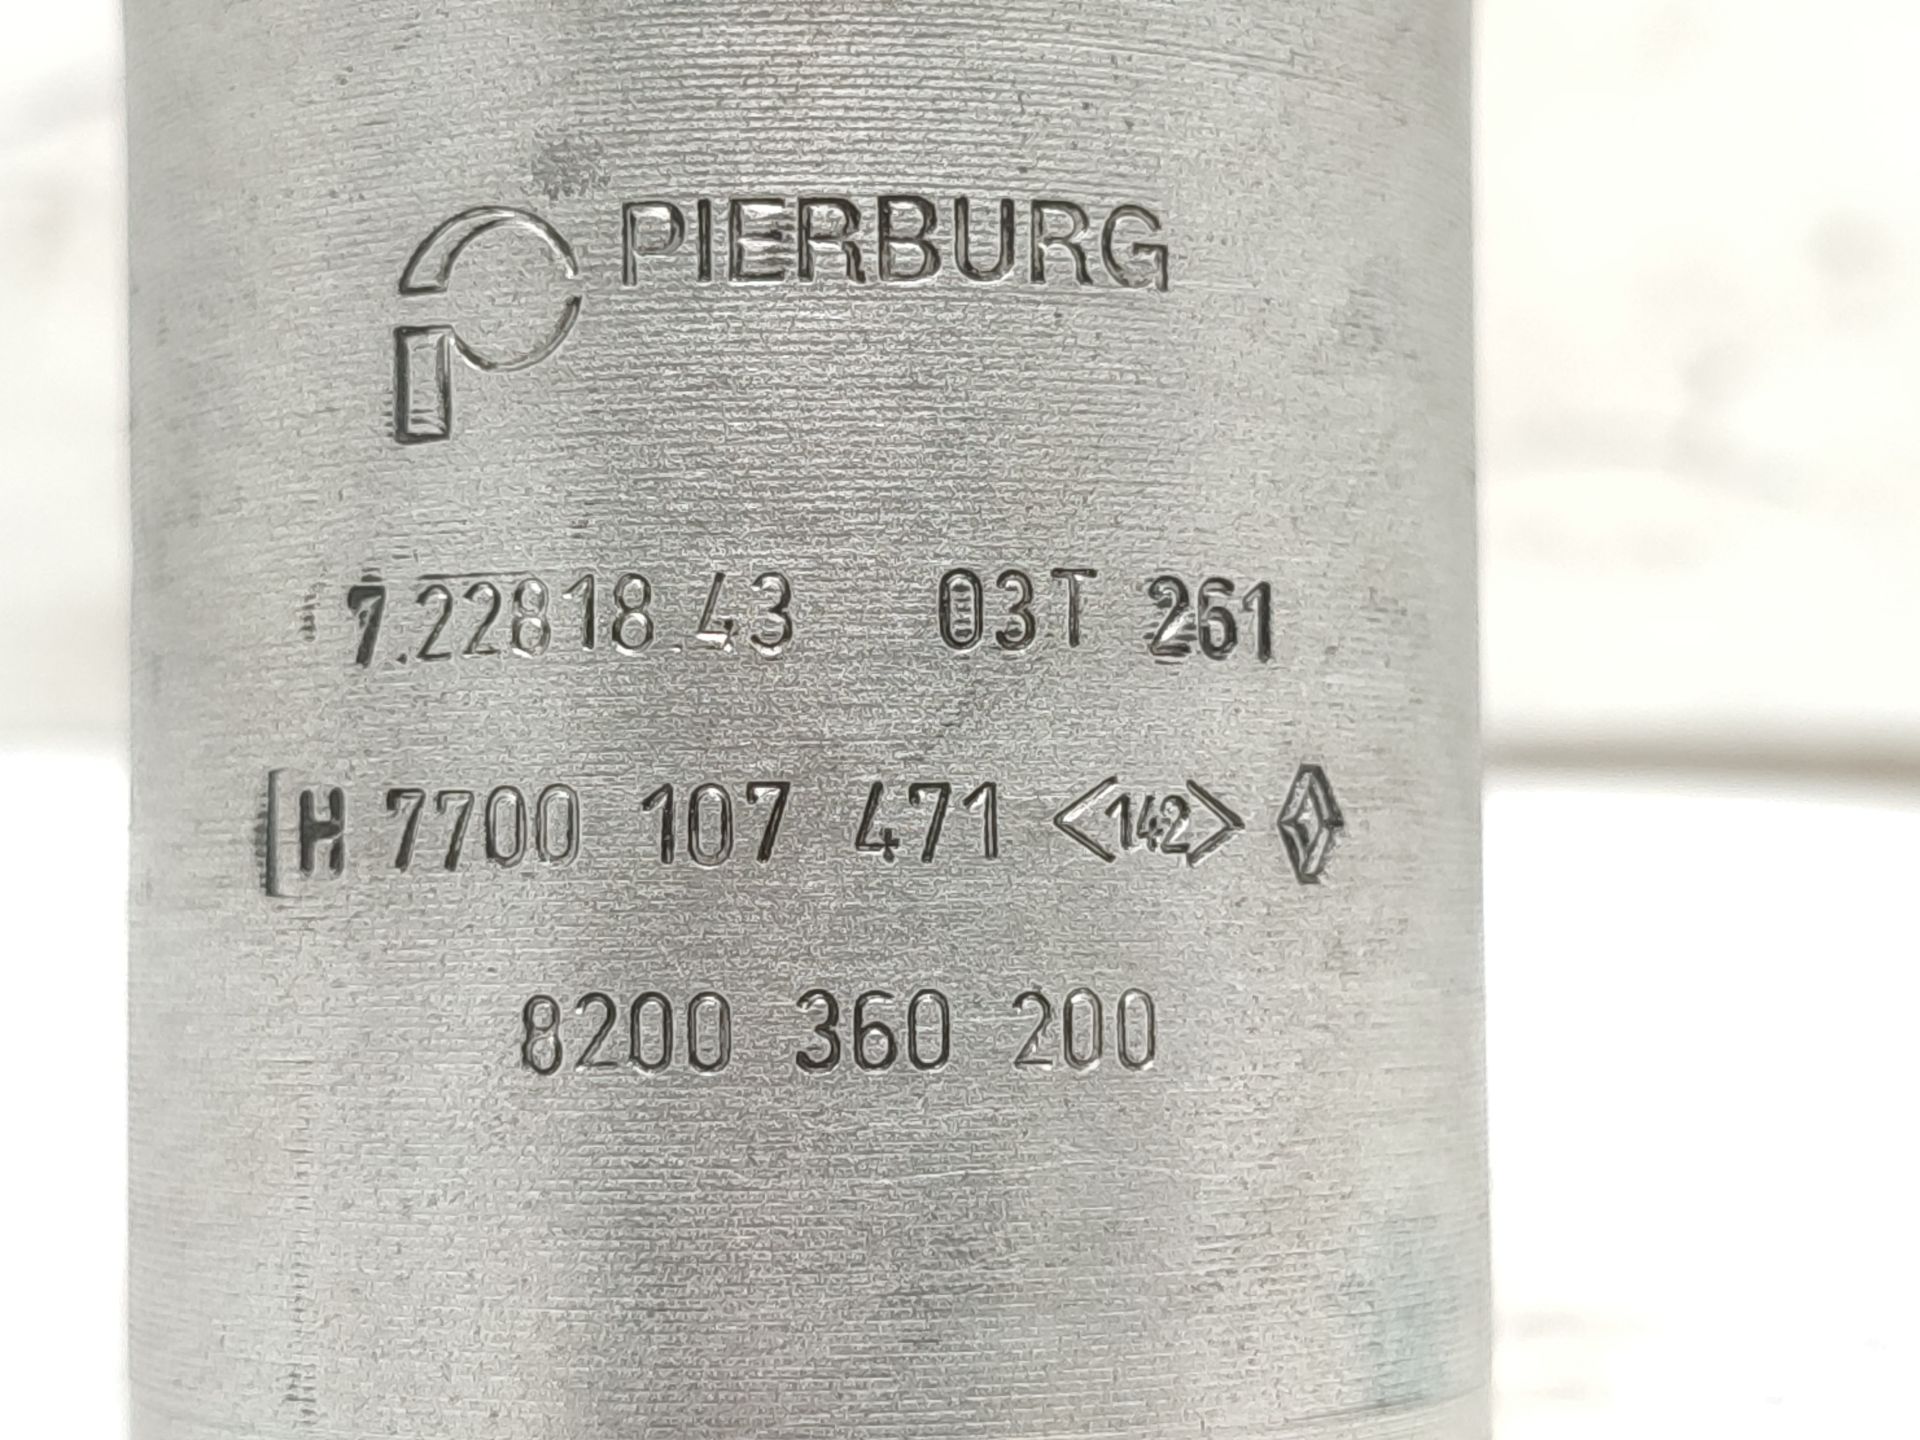 PIERBURG
7.22818.43 03T 261
H 7700 107 471 <142>
8200 360 200